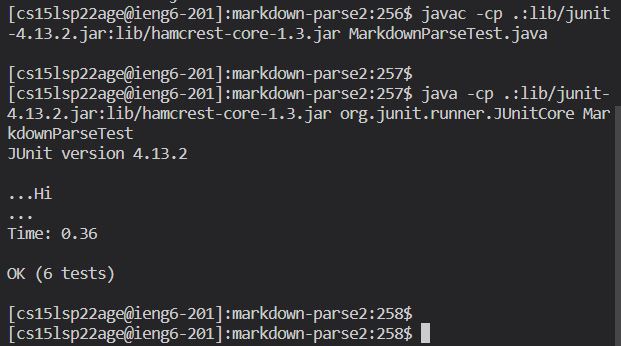 [cs15lsp22age@ieng6-201]:markdown-parse2:256$ javac -cp .:lib/junit
-4.13.2.jar:lib/hamcrest-core-1.3.jar MarkdownParseTest.java
[cs15lsp22age@ieng6-201]:markdown-parse2:257$
[cs15lsp22age@ieng6-201]:markdown-parse2:257$ java -cp .:lib/junit-
4.13.2.jar:lib/hamcrest-core-1.3.jar org.junit.runner.JUnitCore Mar
kdownParseTest
JUnit version 4.13.2
...Hi
...
Time: 0.36
OK (6 tests)
[cs15lsp22age@ieng6-201]:markdown-parse2:258$
[cs15lsp22age@ieng6-201]:markdown-parse2:258$